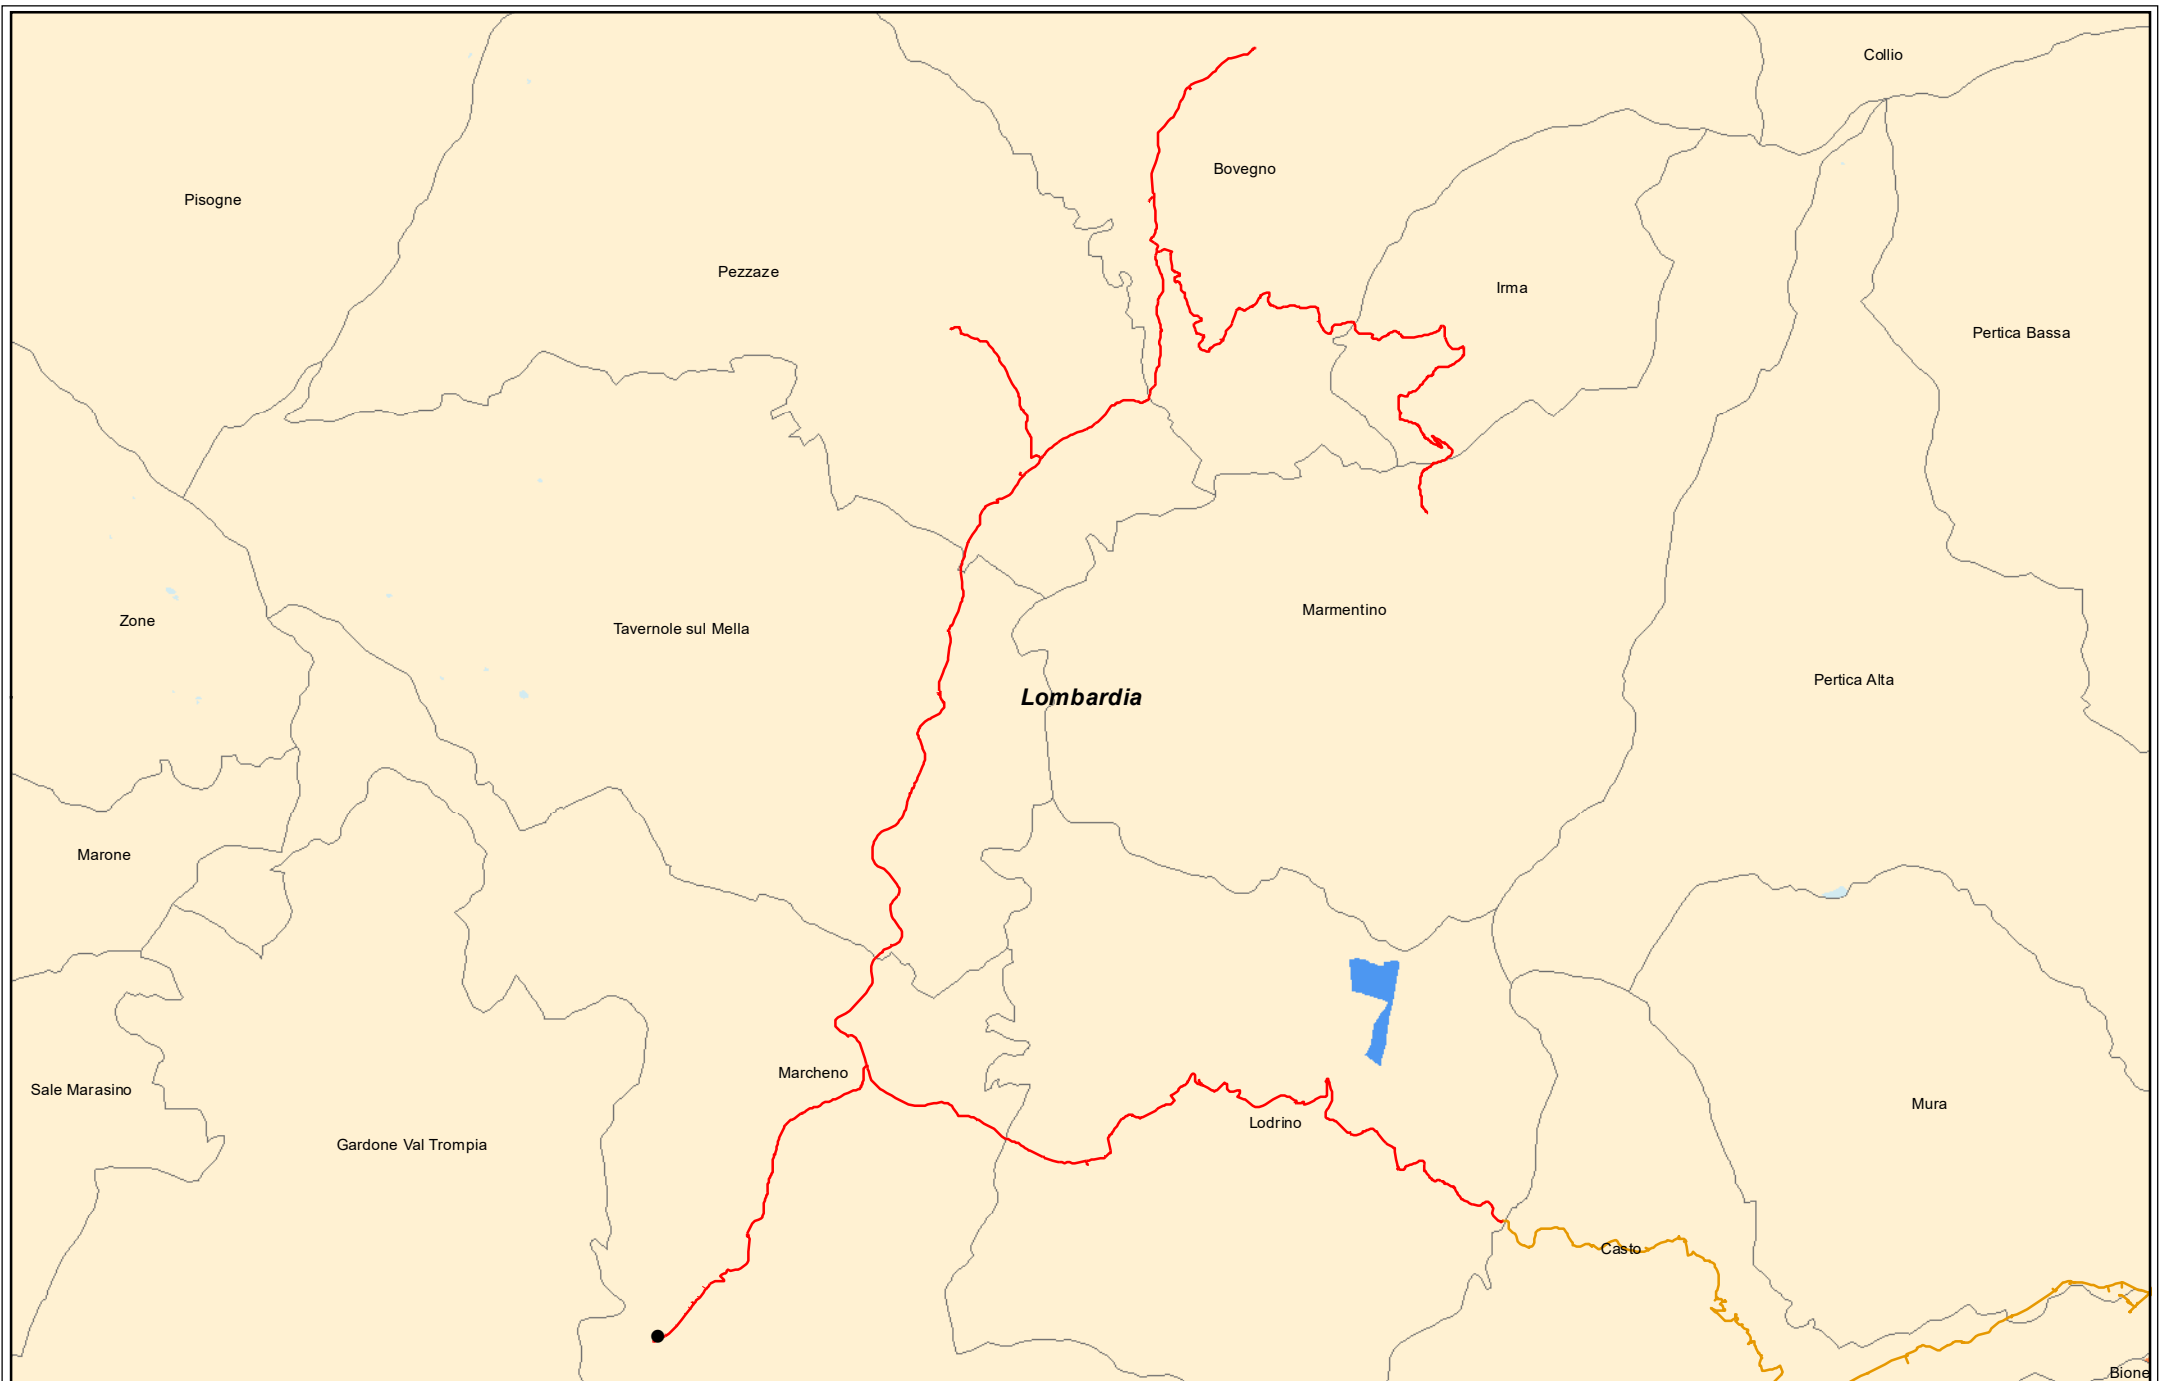 Collio
Bovegno
Pisogne
Pezzaze
Irma
Pertica Bassa
Marmentino
Zone
Tavernole sul Mella
Pertica Alta
Lombardia
Marone
Marcheno
Sale Marasino
Mura
Lodrino
Gardone Val Trompia
Casto
Bione